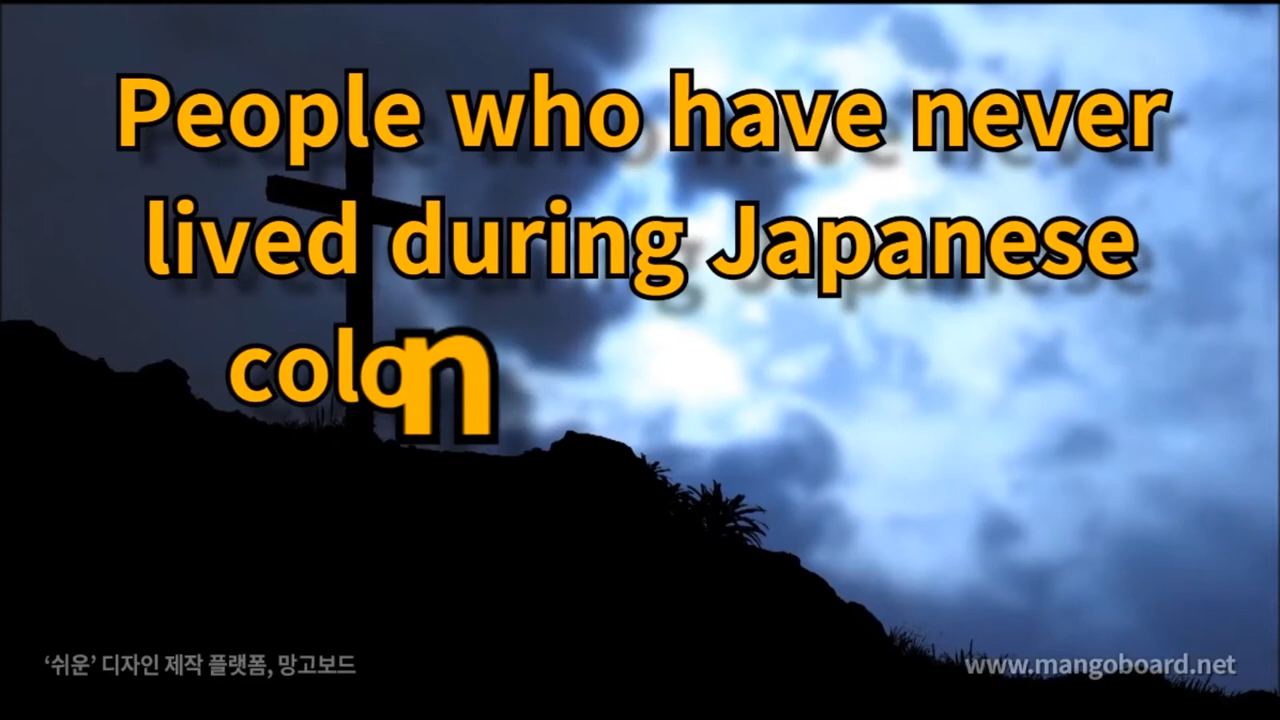 People who have never
lived during Japanese
colon
‘쉬운’ 디자인 제작 플랫폼, 망고보드
www.mangoboard.net